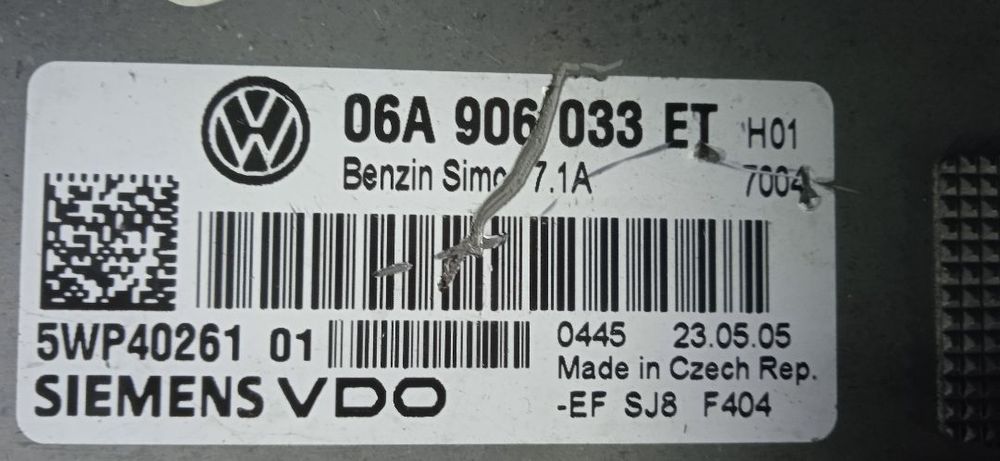 06A 906 033 ET H01
Benzin 7.1A 7004
5WP40261 01
0445 23.05.05
Made in Czech Rep.
SIEMENS VDO
-EF SJ8 F404